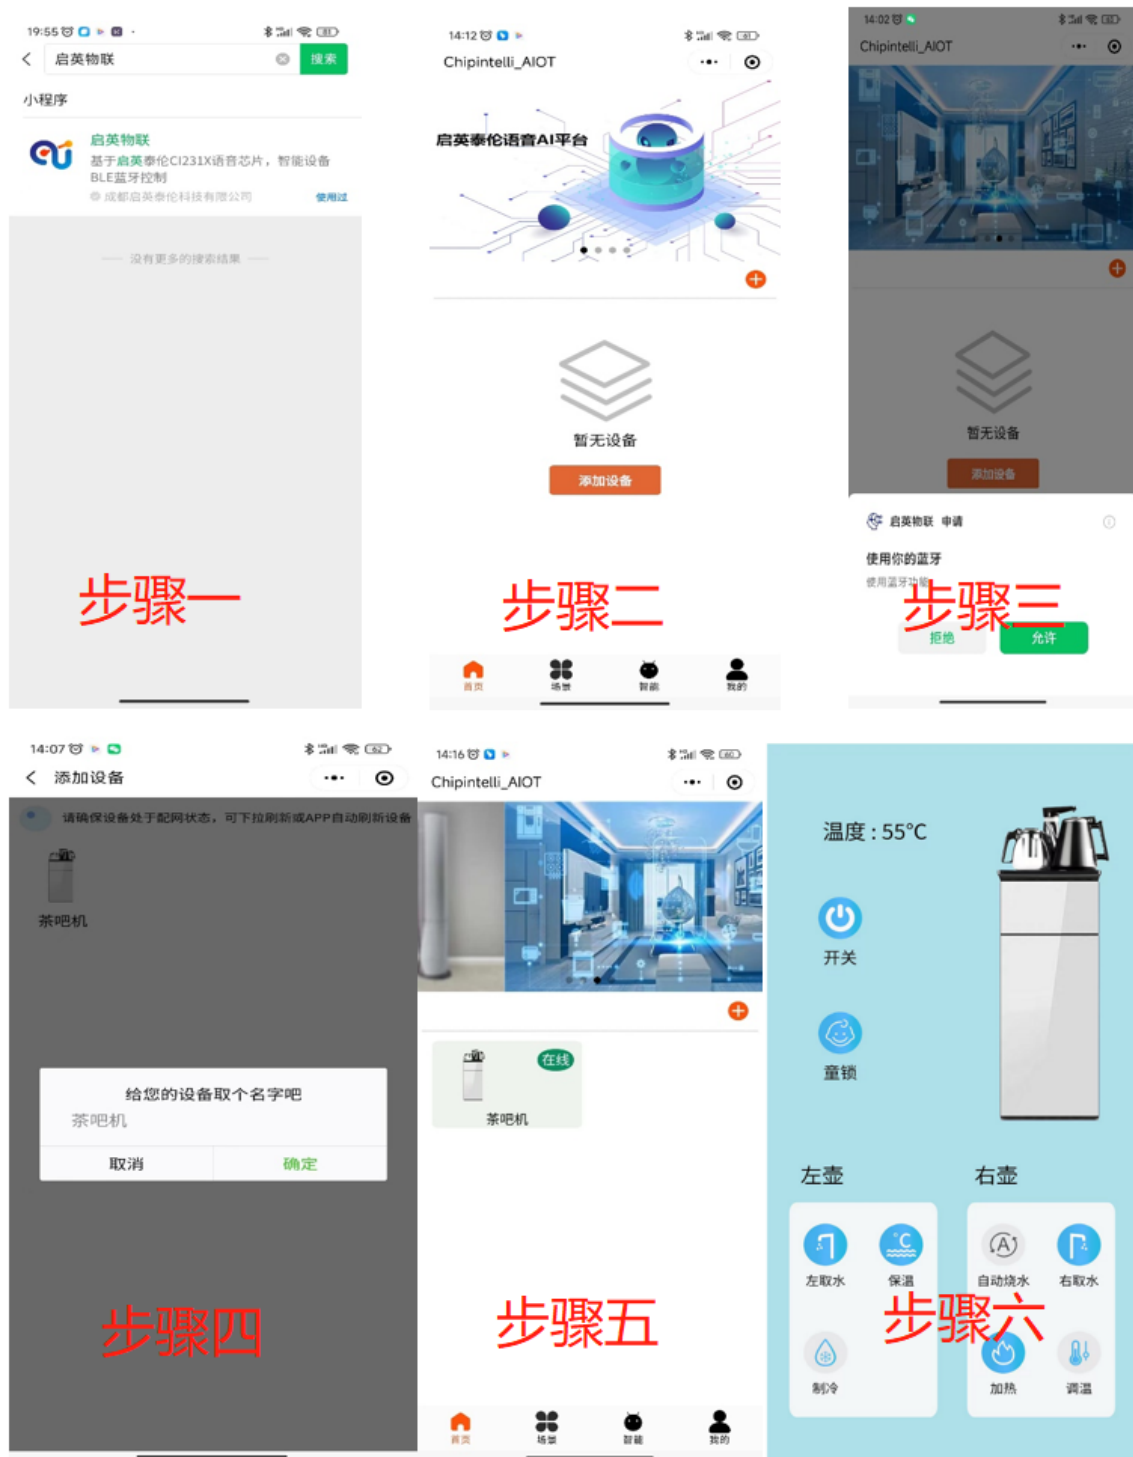 19:55
启英物联
搜索
小程序
启英物联
基于启英泰伦CI231X语音芯片，智能设备
BLE蓝牙控制
成都启英泰伦科技有限公司
使用过
没有更多的搜索结果
步骤一
14:12
61
Chipintelli_AIOT
启英泰伦语音AI平台
暂无设备
添加设备
步骤二
首页
场景
智能
我的
14:02
Chipintelli_AIOT
暂无设备
添加设备
启英物联 申请
使用你的蓝牙
使用蓝牙功能
步骤三
拒绝
允许
14:07
62
添加设备
请确保设备处于配网状态，可下拉刷新或APP自动刷新设备
茶吧机
给您的设备取个名字吧
茶吧机
取消
确定
步骤四
14:16
60
Chipintelli_AIOT
在线
茶吧机
步骤五
首页
场景
智能
我的
温度：55℃
开关
童锁
左壶
右壶
左取水
保温
自动烧水
右取水
步骤六
制冷
加热
调温